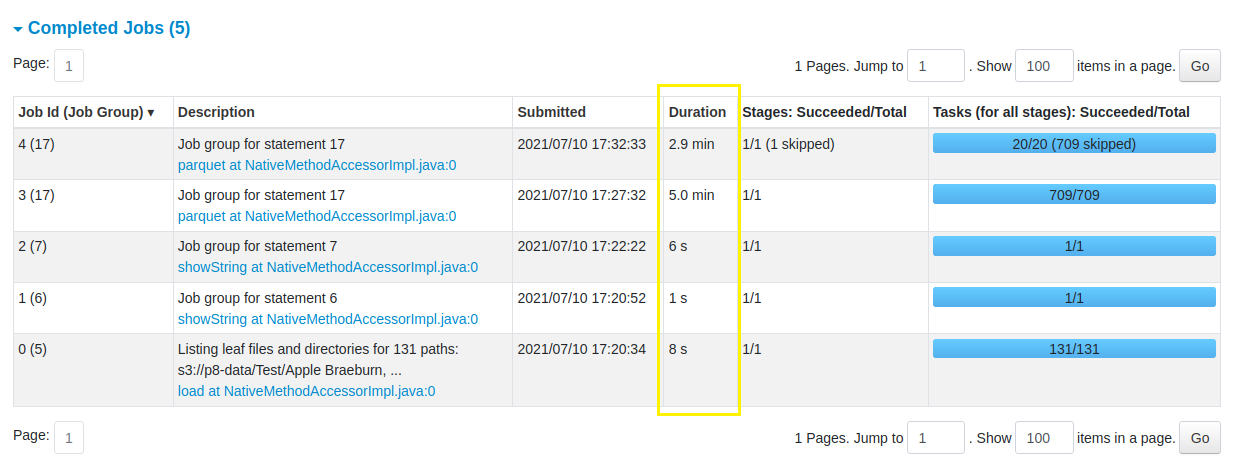 Completed Jobs (5)
Page: 1
1 Pages. Jump to 1 . Show 100 items in a page. Go
Job Id (Job Group) ▾ Description Submitted Duration Stages: Succeeded/Total Tasks (for all stages): Succeeded/Total
4 (17) Job group for statement 17 2021/07/10 17:32:33 2.9 min 1/1 (1 skipped) 20/20 (709 skipped)
parquet at NativeMethodAccessorImpl.java:0
3 (17) Job group for statement 17 2021/07/10 17:27:32 5.0 min 1/1 709/709
parquet at NativeMethodAccessorImpl.java:0
2 (7) Job group for statement 7 2021/07/10 17:22:22 6 s 1/1 1/1
showString at NativeMethodAccessorImpl.java:0
1 (6) Job group for statement 6 2021/07/10 17:20:52 1 s 1/1 1/1
showString at NativeMethodAccessorImpl.java:0
0 (5) Listing leaf files and directories for 131 paths: 2021/07/10 17:20:34 8 s 1/1 131/131
s3://p8-data/Test/Apple Braeburn, ...
load at NativeMethodAccessorImpl.java:0
Page: 1
1 Pages. Jump to 1 . Show 100 items in a page. Go